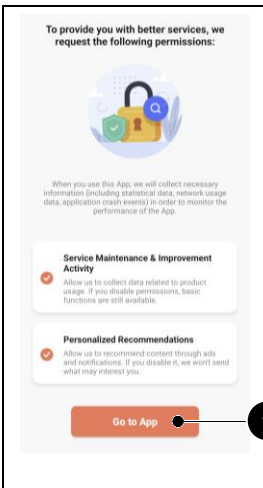 To provide you with better services, we
request the following permissions:
When you use this App, we will collect necessary
information (including statistical data, network usage
data, application crash events) in order to monitor the
performance of the App.
Service Maintenance & Improvement
Activity
Allow us to collect data related to product
usage. If you disable permissions, basic
functions are still available.
Personalized Recommendations
Allow us to recommend content through ads
and notifications. If you disable it, we won't send
what may interest you.
Go to App